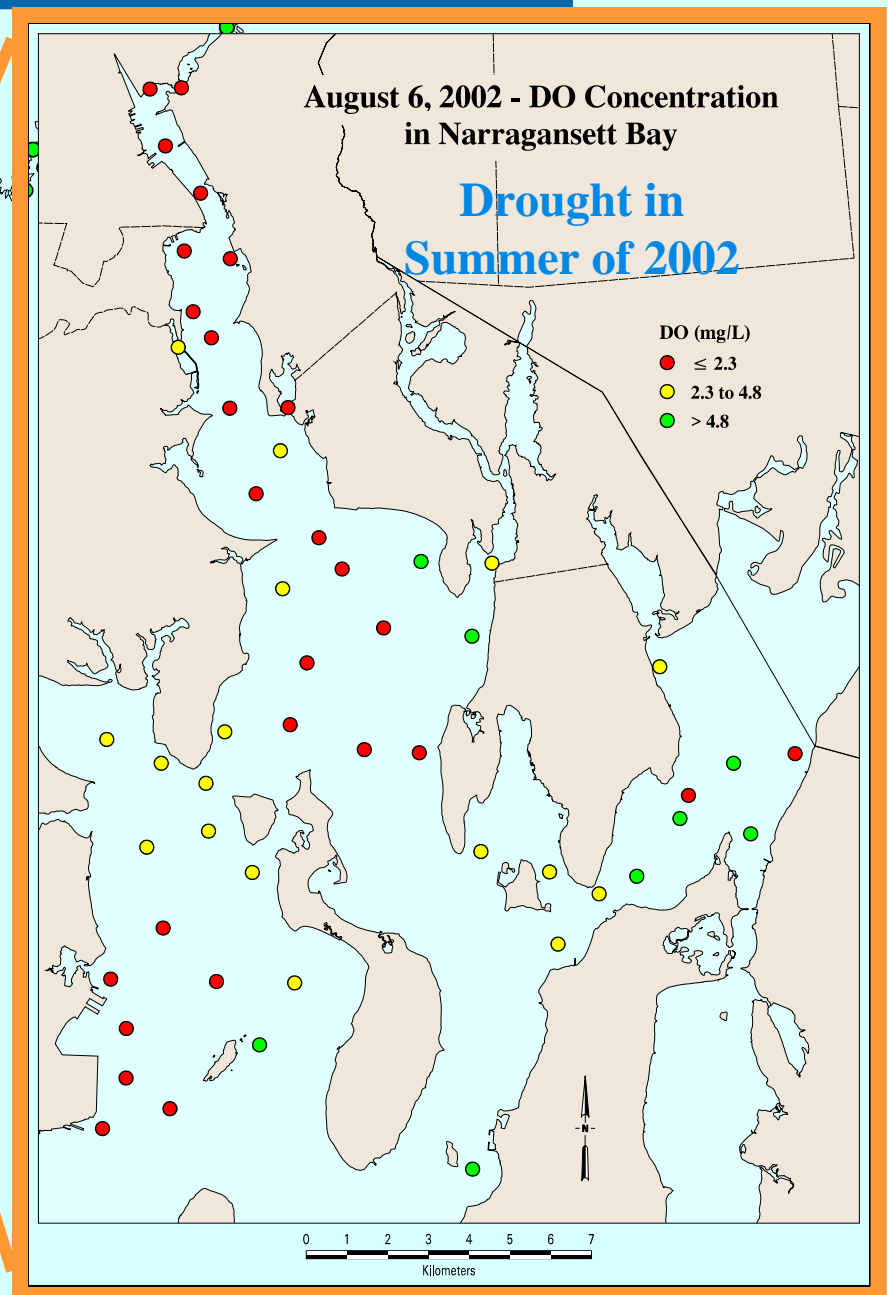 August 6, 2002 - DO Concentration
in Narragansett Bay
Drought in
Summer of 2002
DO (mg/L)
≤ 2.3
2.3 to 4.8
> 4.8
N
0 1 2 3 4 5 6 7
Kilometers